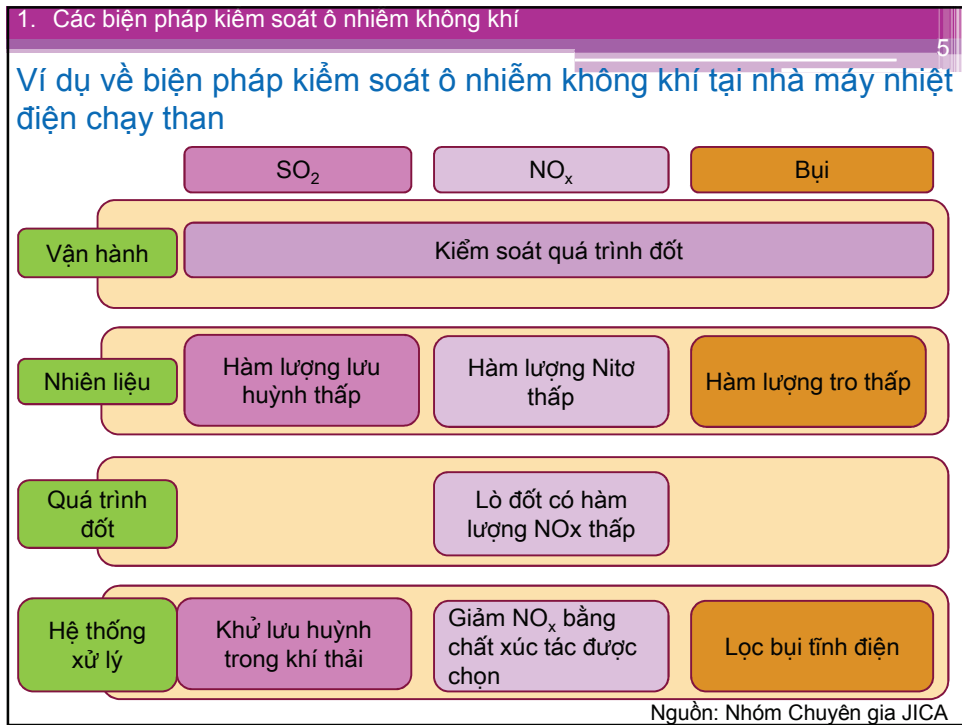 1. Các biện pháp kiểm soát ô nhiễm không khí
5
Ví dụ về biện pháp kiểm soát ô nhiễm không khí tại nhà máy nhiệt
điện chạy than
SO₂ NOₓ Bụi
Vận hành
Kiểm soát quá trình đốt
Nhiên liệu
Hàm lượng lưu
huỳnh thấp
Hàm lượng Nitơ
thấp
Hàm lượng tro thấp
Quá trình
đốt
Lò đốt có hàm
lượng NOx thấp
Hệ thống
xử lý
Khử lưu huỳnh
trong khí thải
Giảm NOₓ bằng
chất xúc tác được
chọn
Lọc bụi tĩnh điện
Nguồn: Nhóm Chuyên gia JICA